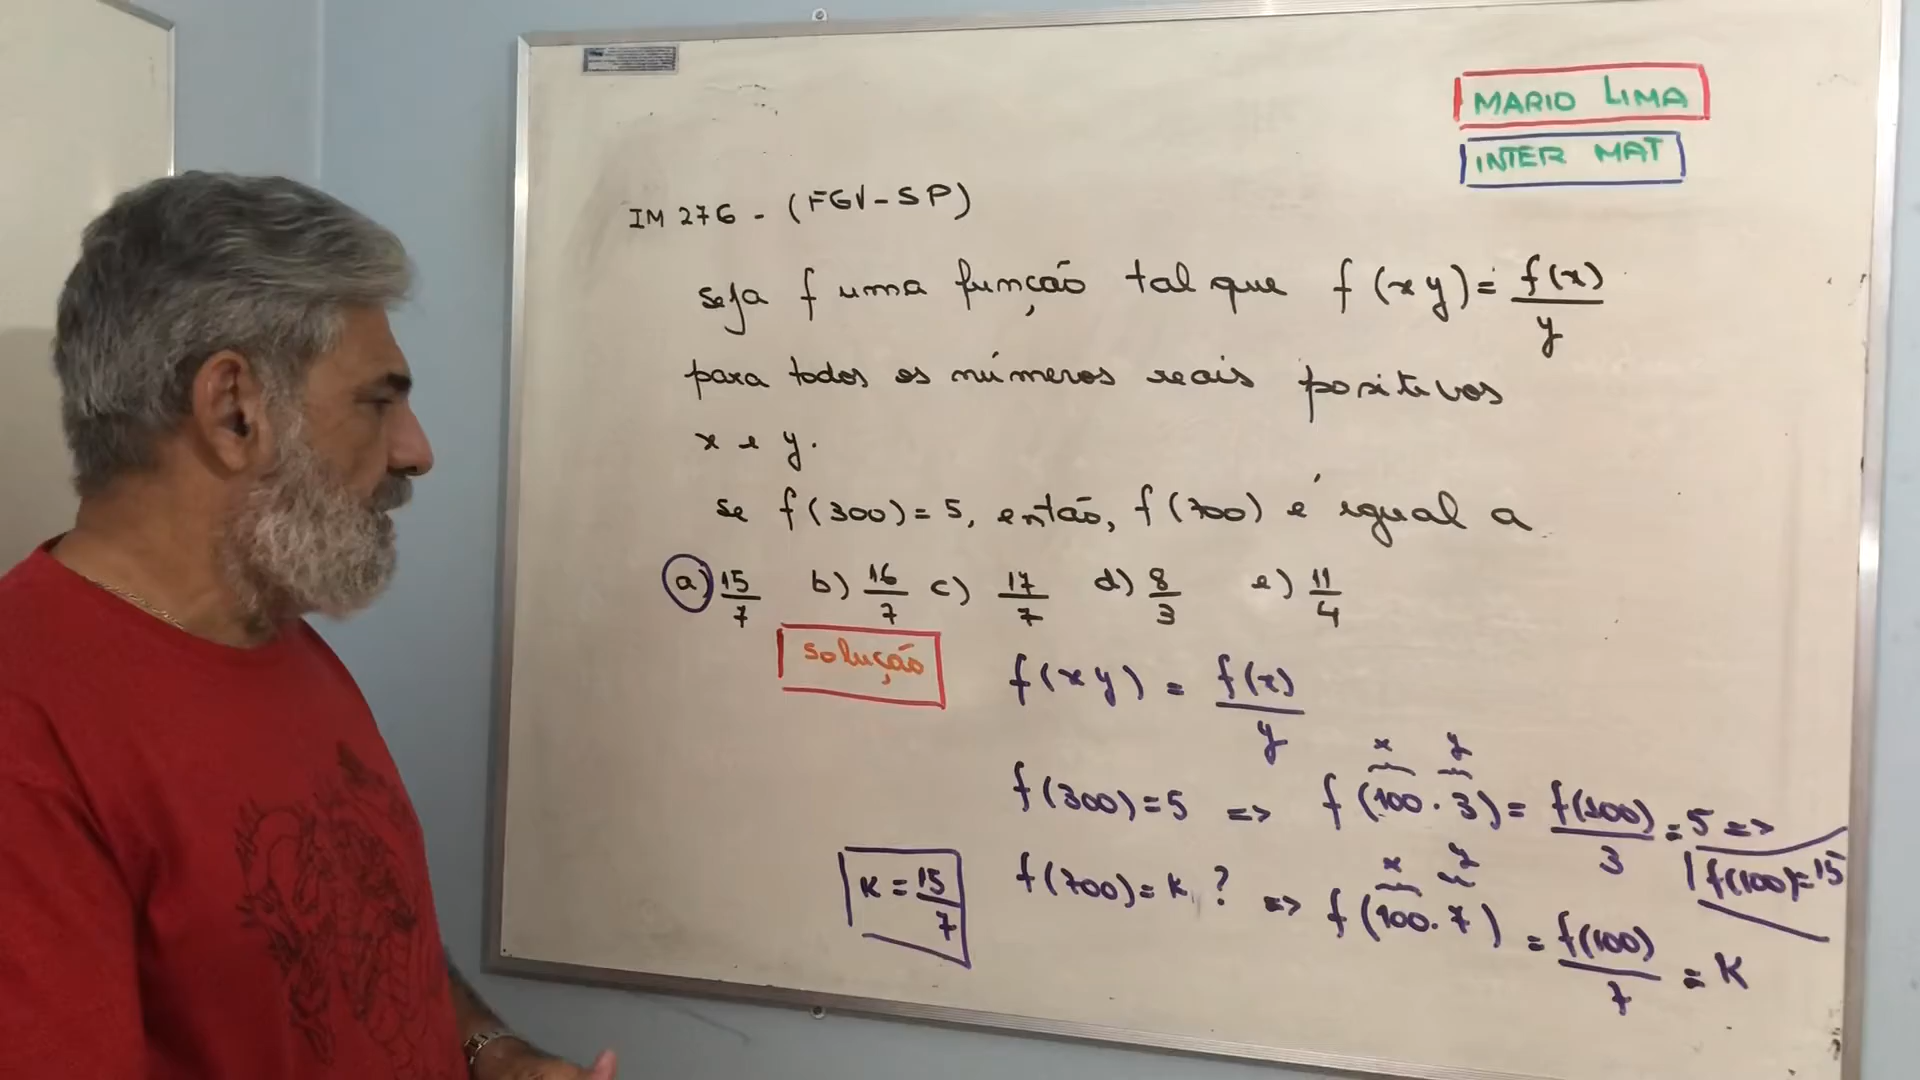 MARIO LIMA
INTER MAT
IM 276 - (FGV-SP)
seja f uma função tal que f(xy) = f(x)/y
para todos os números reais positivos
x e y.
se f(300) = 5, então, f(700) é igual a
a) 15/7 b) 16/7 c) 17/7 d) 8/3 e) 11/4
solução
f(xy) = f(x)/y
x y
f(300) = 5 => f(100 . 3) = f(100)/3 = 5 =>
f(100) = 15
x y
f(700) = K ? => f(100 . 7) = f(100)/7 = K
K = 15/7